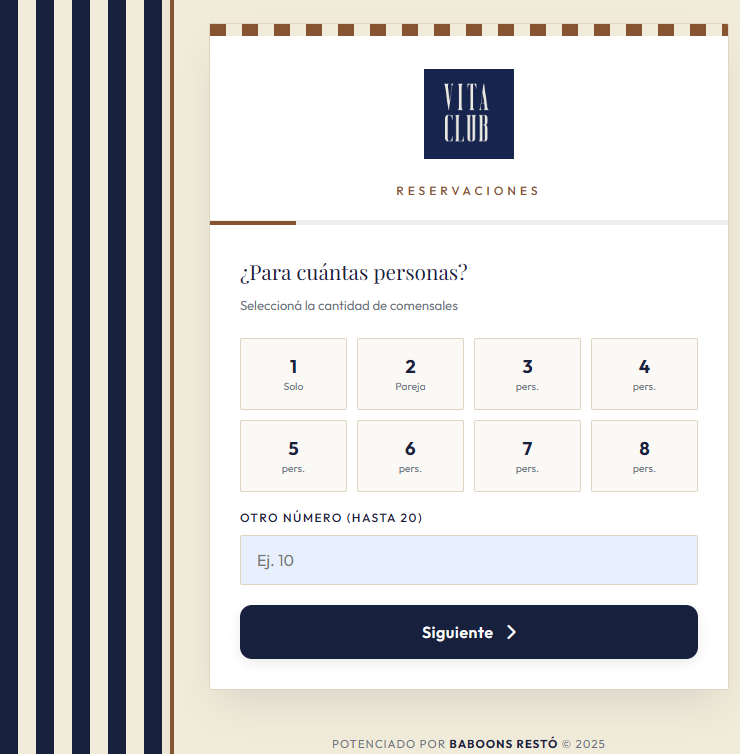 VITA
CLUB
RESERVACIONES
¿Para cuántas personas?
Seleccioná la cantidad de comensales
1 2 3 4
Solo Pareja pers. pers.
5 6 7 8
pers. pers. pers. pers.
OTRO NÚMERO (HASTA 20)
Ej. 10
Siguiente
POTENCIADO POR BABOONS RESTÓ © 2025